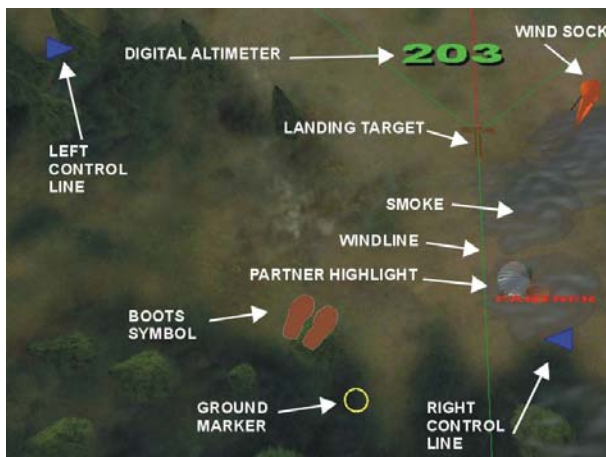 DIGITAL ALTIMETER
203
WIND SOCK
LANDING TARGET
LEFT
CONTROL
LINE
SMOKE
WINDLINE
PARTNER HIGHLIGHT
BOOTS
SYMBOL
GROUND
MARKER
RIGHT
CONTROL
LINE